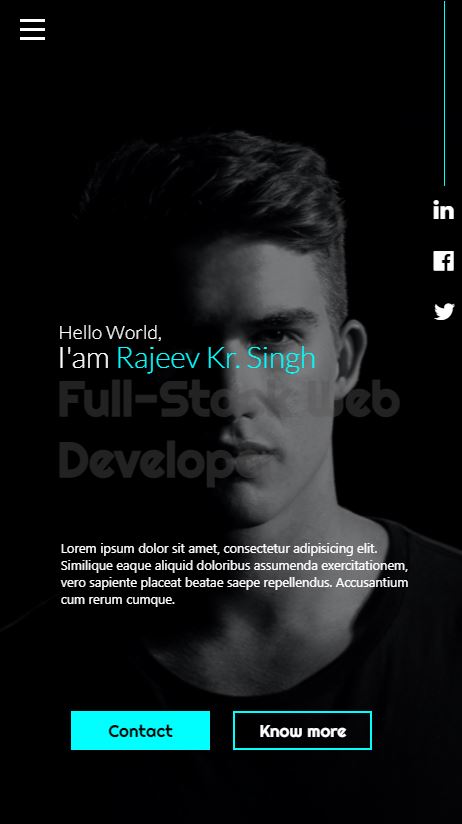 Hello World,
I'am Rajeev Kr. Singh
Full-Stack Web
Developer
Lorem ipsum dolor sit amet, consectetur adipisicing elit.
Similique eaque aliquid doloribus assumenda exercitationem,
vero sapiente placeat beatae saepe repellendus. Accusantium
cum rerum cumque.
Contact
Know more